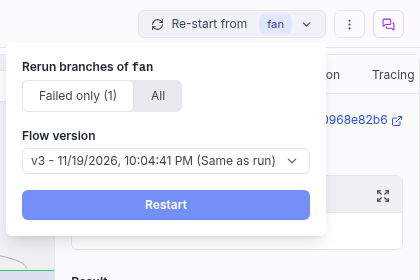 Re-start from fan
Rerun branches of fan
Failed only (1) All
Flow version
v3 - 11/19/2026, 10:04:41 PM (Same as run)
Restart
on
Tracing
0968e82b6